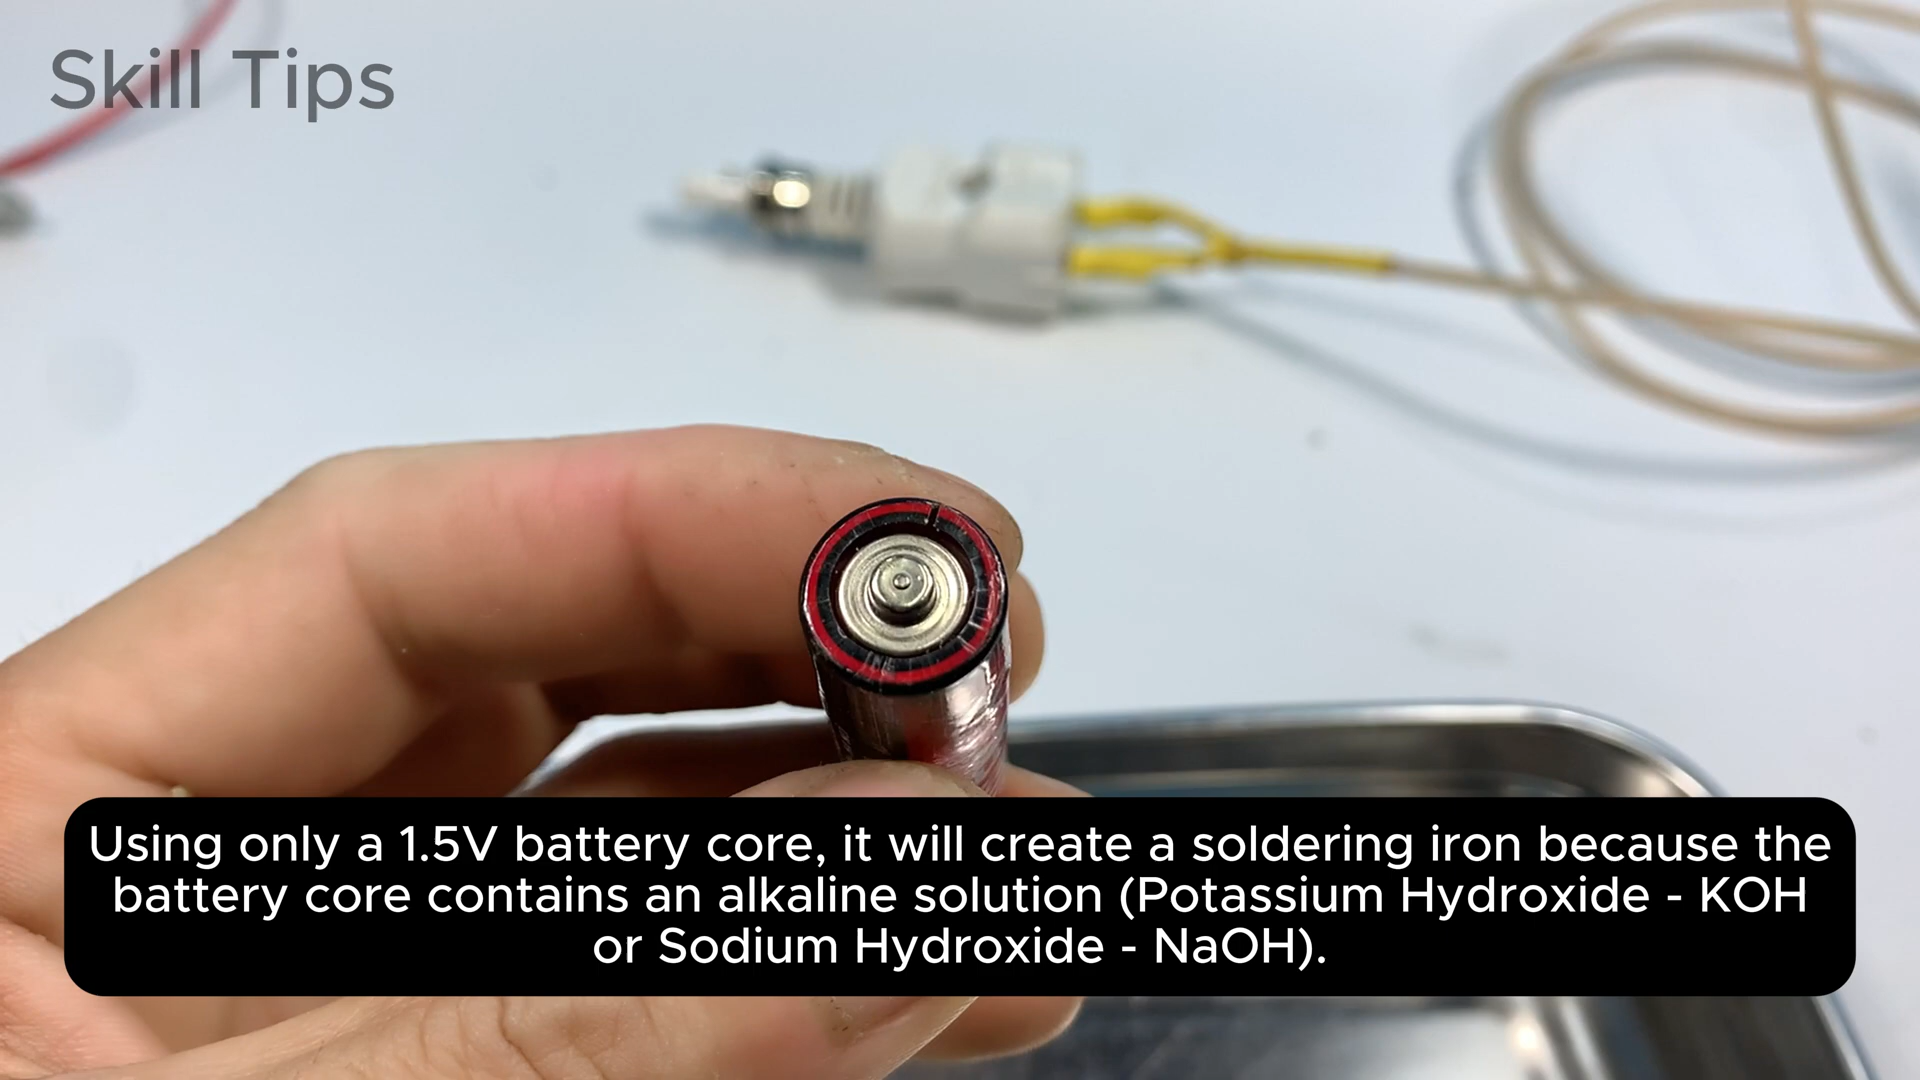 Skill Tips
Using only a 1.5V battery core, it will create a soldering iron because the
battery core contains an alkaline solution (Potassium Hydroxide - KOH
or Sodium Hydroxide - NaOH).